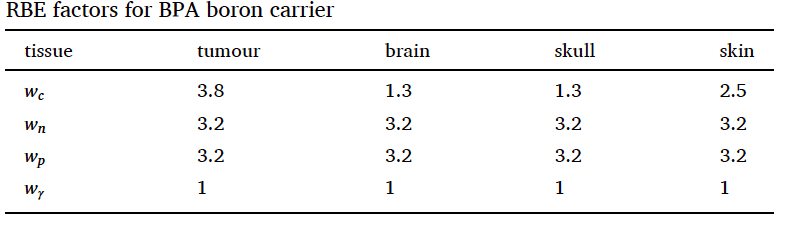 RBE factors for BPA boron carrier
tissue tumour brain skull skin
w_c 3.8 1.3 1.3 2.5
w_n 3.2 3.2 3.2 3.2
w_p 3.2 3.2 3.2 3.2
w_γ 1 1 1 1